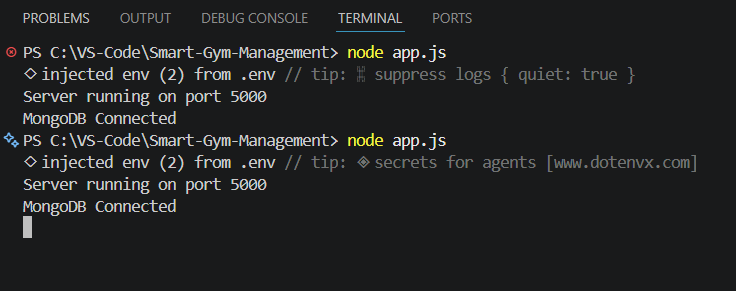 PROBLEMS OUTPUT DEBUG CONSOLE TERMINAL PORTS
PS C:\VS-Code\Smart-Gym-Management> node app.js
◇ injected env (2) from .env // tip: ⌘ suppress logs { quiet: true }
Server running on port 5000
MongoDB Connected
PS C:\VS-Code\Smart-Gym-Management> node app.js
◇ injected env (2) from .env // tip: ◈ secrets for agents [www.dotenvx.com]
Server running on port 5000
MongoDB Connected